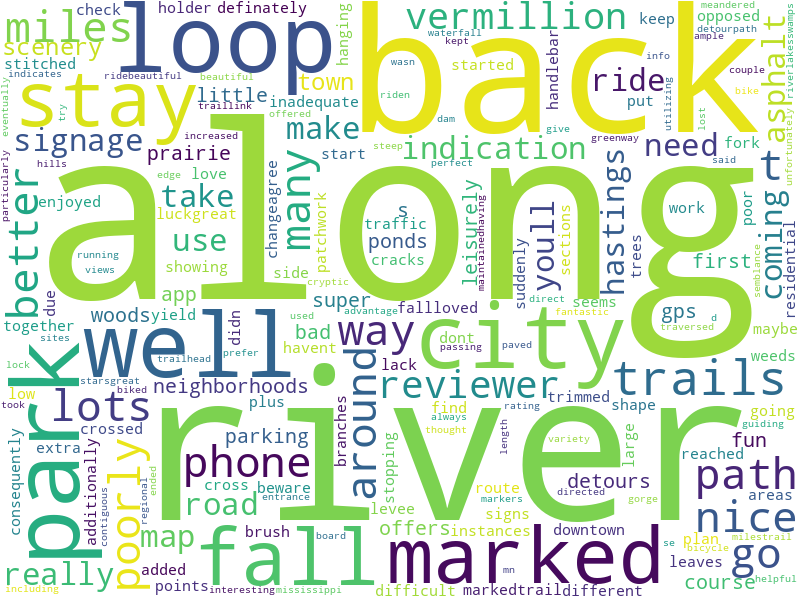 miles
loop
check
holder
definately
vermillion
hanging
keep
meandered
opposed
detourpath
waterfall
kept
ample
scenery
stitched
indicates
ridebeautiful
beautiful
town
started
wasn
info
couple
riverlakesswamps
eventually
stay
back
asphalt
try
traillink
little
inadequate
handlebar
ride
put
utilizing
bike
offered
dam
riden
steep
give
greenway
lost
unfortunately
signage
increased
make
indication
need
fork
t
particularly
hills
prairie
start
perfect
said
along
better
edge
love
take
many
changeagree
patchwork
leisurely
youll
hastings
trees
work
poor
coming
residential
enjoyed
luckgreat
s
traffic
ponds
cracks
sections
maintainedhaving
semblance
running
views
use
showing
side
cryptic
app
super
suddenly
direct
seems
first
areas
gps
d
traversed
maybe
due
together
sites
woods
yield
didn
used
bad
advantage
havent
fallloved
fantastic
dont
passing
paved
weeds
lock
starsgreat
trailhead
prefer
well
way
lack
city
trails
low
took
biked
neighborhoods
reviewer
trimmed
shape
going
park
lots
crossed
plus
around
find
always
thought
rating
length
variety
large
guiding
fun
reached
extra
consequently
additionally
poorly
contiguous
regional
ended
phone
parking
cross
entrance
beware
branches
stopping
levee
river
route
markers
instances
signs
directed
gorge
detours
path
areas
milestrail
road
map
brush
offers
downtown
nice
really
added
points
fall
board
interesting
mississippi
difficult
marked
mn
markedtrail
different
leaves
se
plan
bicycle
go
course
helpful
including